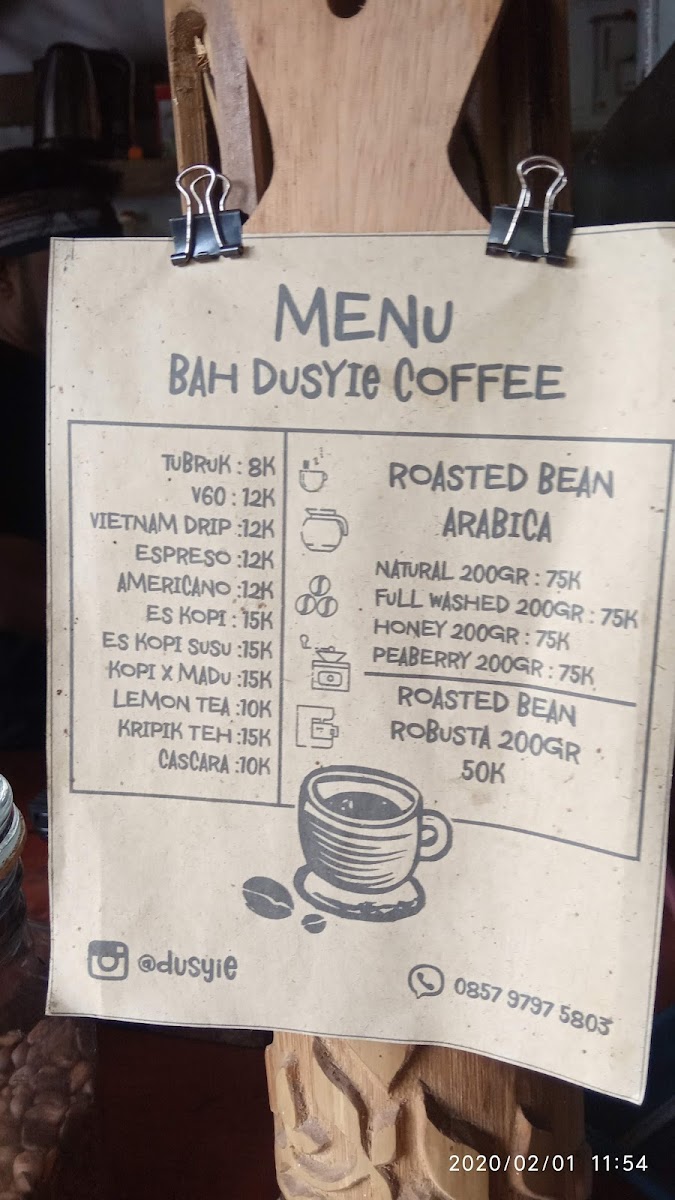 MENU
BAH DUSYIE COFFEE
TUBRUK : 8K
V60 : 12K
VIETNAM DRIP :12K
ESPRESO :12K
AMERICANO :12K
ES KOPI : 15K
ES KOPI SUSU :15K
KOPI X MADU :15K
LEMON TEA :10K
KRIPIK TEH :15K
CASCARA :10K
ROASTED BEAN
ARABICA
NATURAL 200GR : 75K
FULL WASHED 200GR : 75K
HONEY 200GR : 75K
PEABERRY 200GR : 75K
ROASTED BEAN
ROBUSTA 200GR
50K
@dusyie
0857 9797 5803
2020/02/01 11:54